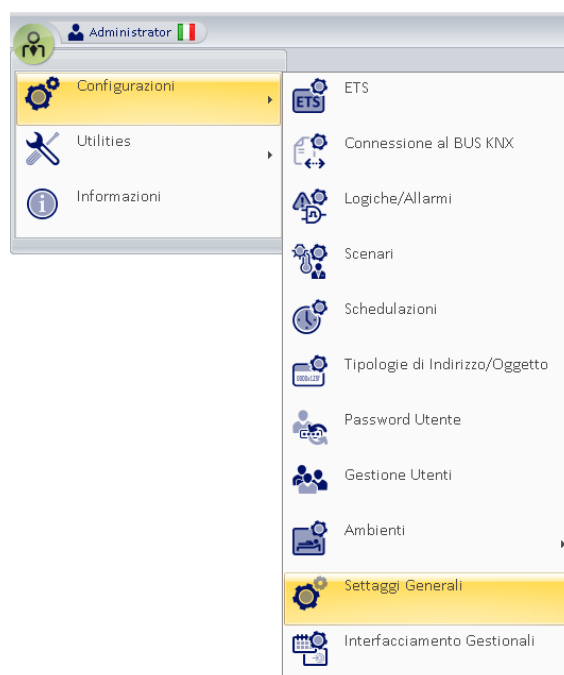 Administrator
Configurazioni
Utilities
Informazioni
ETS
ETS
Connessione al BUS KNX
Logiche/Allarmi
Scenari
Schedulazioni
Tipologie di Indirizzo/Oggetto
Password Utente
Gestione Utenti
Ambienti
Settaggi Generali
Interfacciamento Gestionali